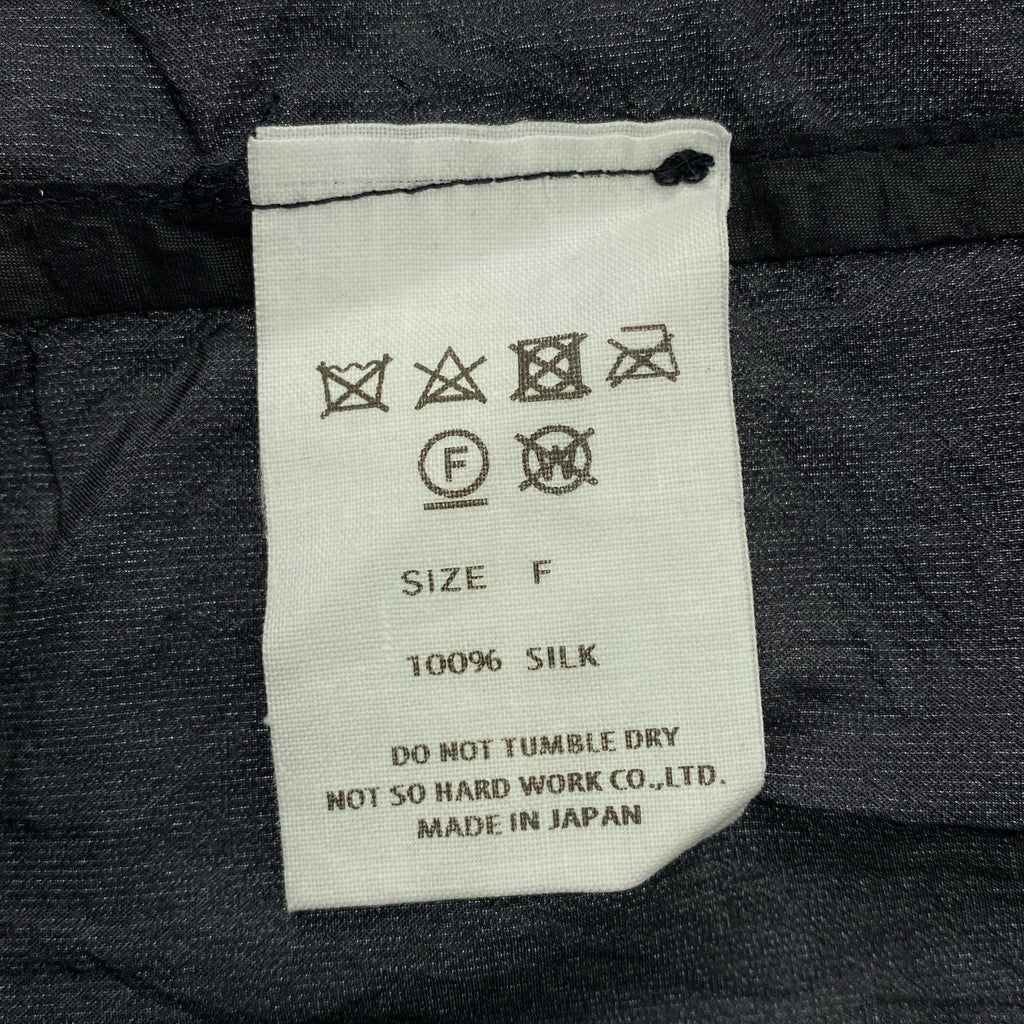 F W
SIZE F
10096 SILK
DO NOT TUMBLE DRY
NOT SO HARD WORK CO.,LTD.
MADE IN JAPAN